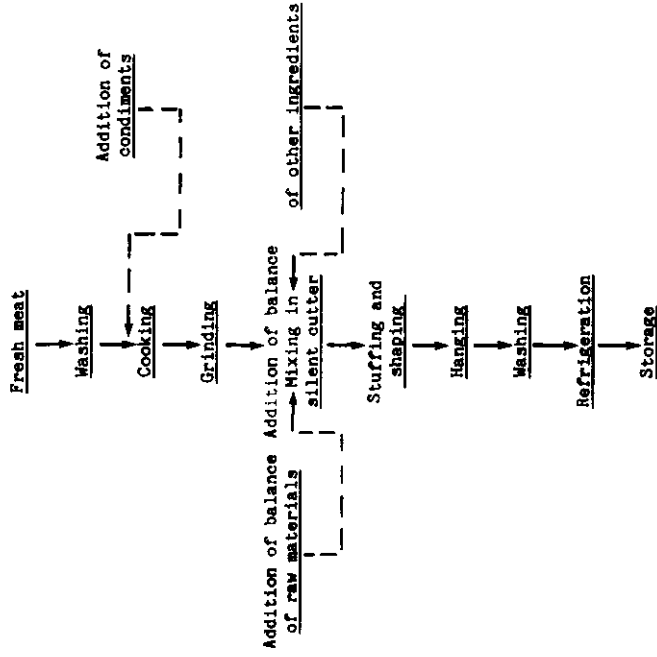 Fresh meat
Washing
Addition of
condiments
Cooking
Grinding
Addition of balance
of raw materials
Addition of balance
of other ingredients
Mixing in
silent cutter
Stuffing and
shaping
Hanging
Washing
Refrigeration
Storage